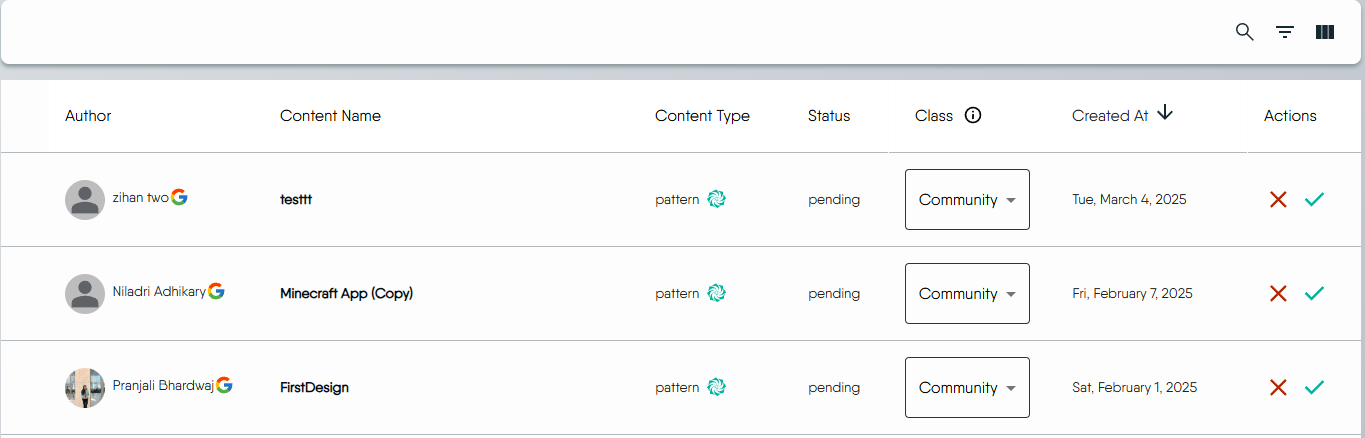 Author Content Name Content Type Status Class Created At Actions
zihan two testtt pattern pending Community Tue, March 4, 2025
Niladri Adhikary Minecraft App (Copy) pattern pending Community Fri, February 7, 2025
Pranjali Bhardwaj FirstDesign pattern pending Community Sat, February 1, 2025